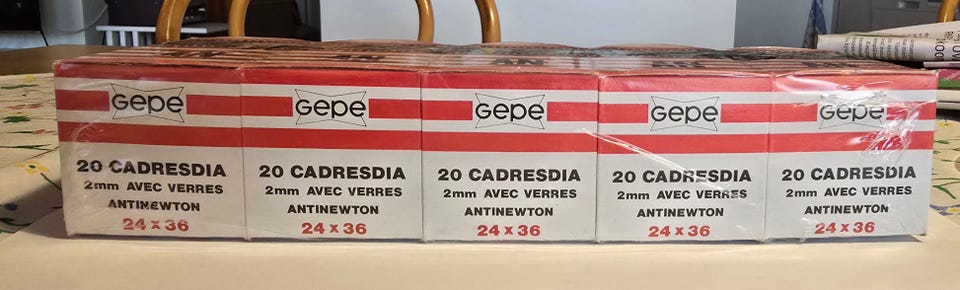 AN
GePe
20 CADRESDIA
2mm AVEC VERRES
ANTINEWTON
24 x 36
GePe
20 CADRESDIA
2mm AVEC VERRES
ANTINEWTON
24 x 36
GePe
20 CADRESDIA
2mm AVEC VERRES
ANTINEWTON
24 x 36
GePe
20 CADRESDIA
2mm AVEC VERRES
ANTINEWTON
24 x 36
GePe
20 CADRESDIA
2mm AVEC VERRES
ANTINEWTON
24 x 36